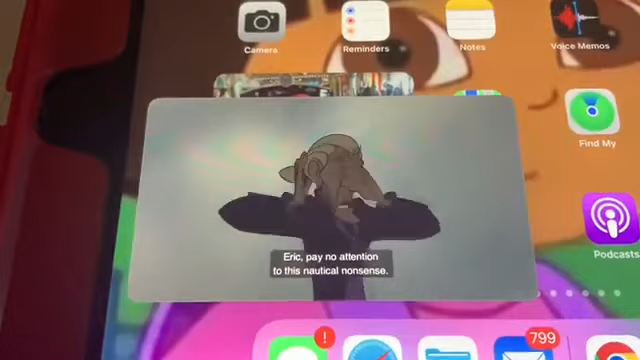 Camera
Reminders
Notes
Voice Memos
Find My
Eric, pay no attention
to this nautical nonsense.
Podcasts
!
799